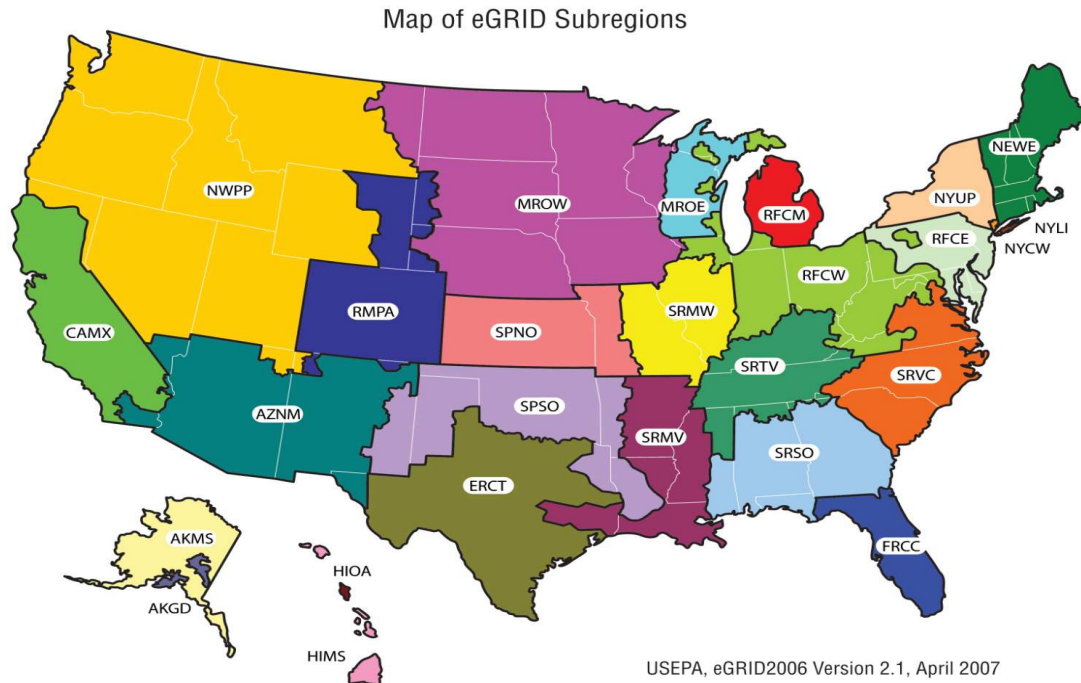 Map of eGRID Subregions
NEWE
NWPP
MROW
MROE
RFCM
NYUP
NYLI
RFCE
NYCW
RFCW
RMPA
SRMW
CAMX
SPNO
SRTV
SRVC
AZNM
SPSO
SRMV
SRSO
ERCT
FRCC
AKMS
HIOA
AKGD
HIMS
USEPA, eGRID2006 Version 2.1, April 2007